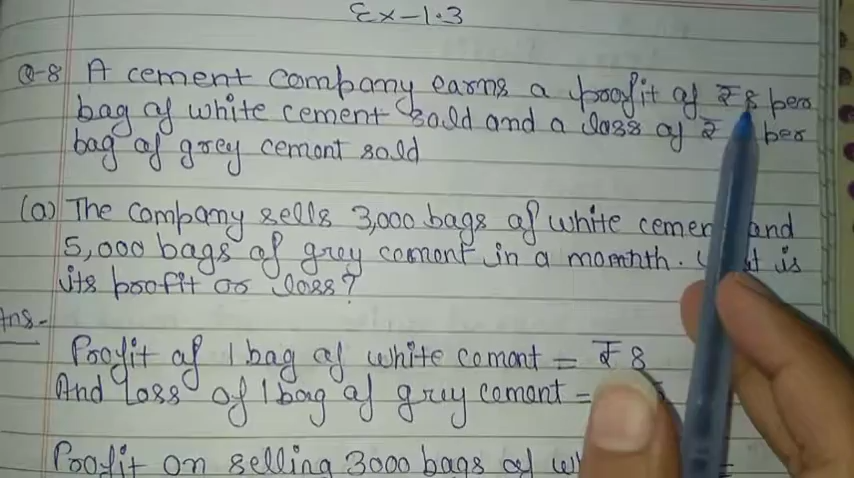 Ex-1.3
Q-8 A cement company earns a profit of ₹8 per
bag of white cement sold and a loss of ₹ per
bag of grey cement sold
(a) The company sells 3,000 bags of white cement and
5,000 bags of grey cement in a momnth. is
its profit or loss?
Ans-
Profit of 1 bag of white cement = ₹8
And Loss of 1 bag of grey cement =
Profit on selling 3000 bags of =